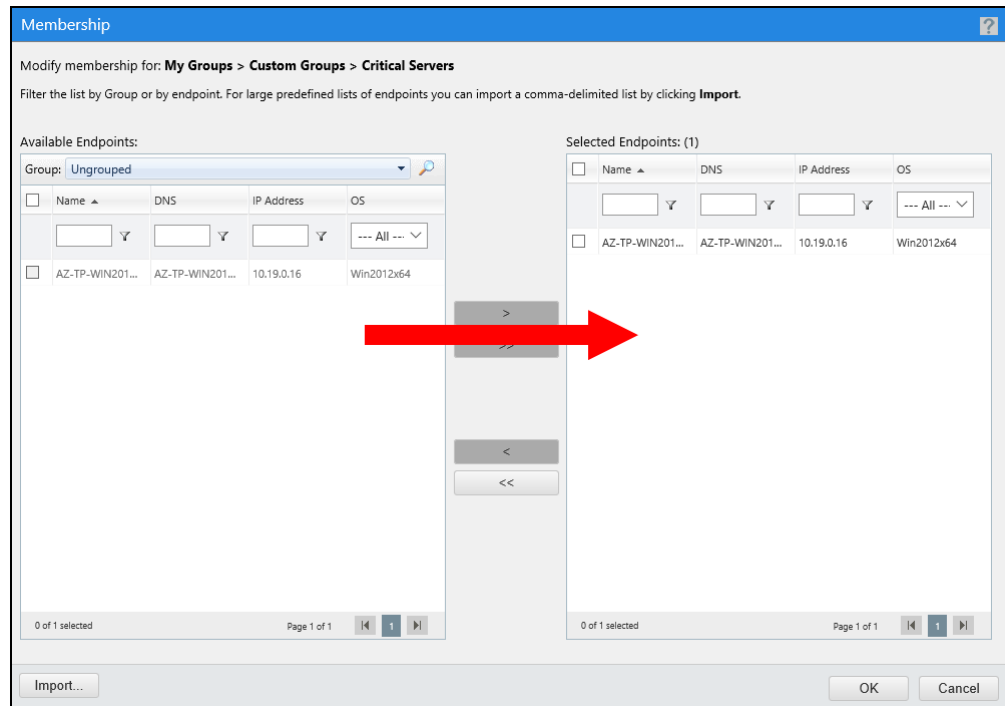 Membership
?
Modify membership for: My Groups > Custom Groups > Critical Servers
Filter the list by Group or by endpoint. For large predefined lists of endpoints you can import a comma-delimited list by clicking Import.
Available Endpoints:
Group: Ungrouped
Name DNS IP Address OS
--- All ---
AZ-TP-WIN201... AZ-TP-WIN201... 10.19.0.16 Win2012x64
0 of 1 selected Page 1 of 1 1
>
>>
<
<<
Selected Endpoints: (1)
Name DNS IP Address OS
--- All ---
AZ-TP-WIN201... AZ-TP-WIN201... 10.19.0.16 Win2012x64
0 of 1 selected Page 1 of 1 1
Import...
OK Cancel